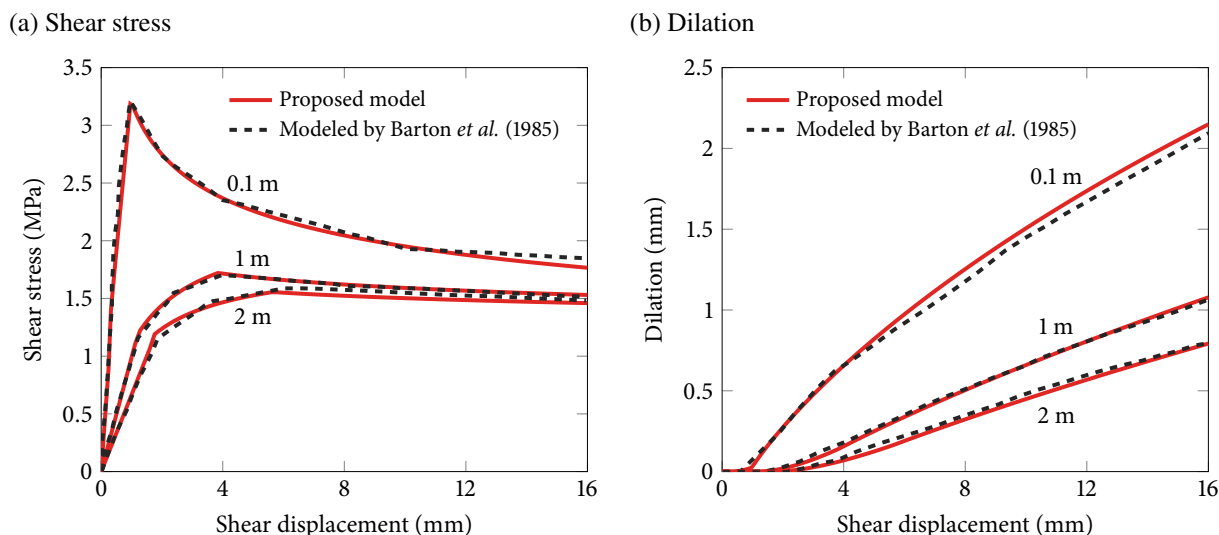 (a) Shear stress
3.5
3
2.5
2
1.5
1
0.5
0
Shear stress (MPa)
Proposed model
Modeled by Barton et al. (1985)
0.1 m
1 m
2 m
0 4 8 12 16
Shear displacement (mm)
(b) Dilation
2.5
2
1.5
1
0.5
0
Dilation (mm)
Proposed model
Modeled by Barton et al. (1985)
0.1 m
1 m
2 m
0 4 8 12 16
Shear displacement (mm)